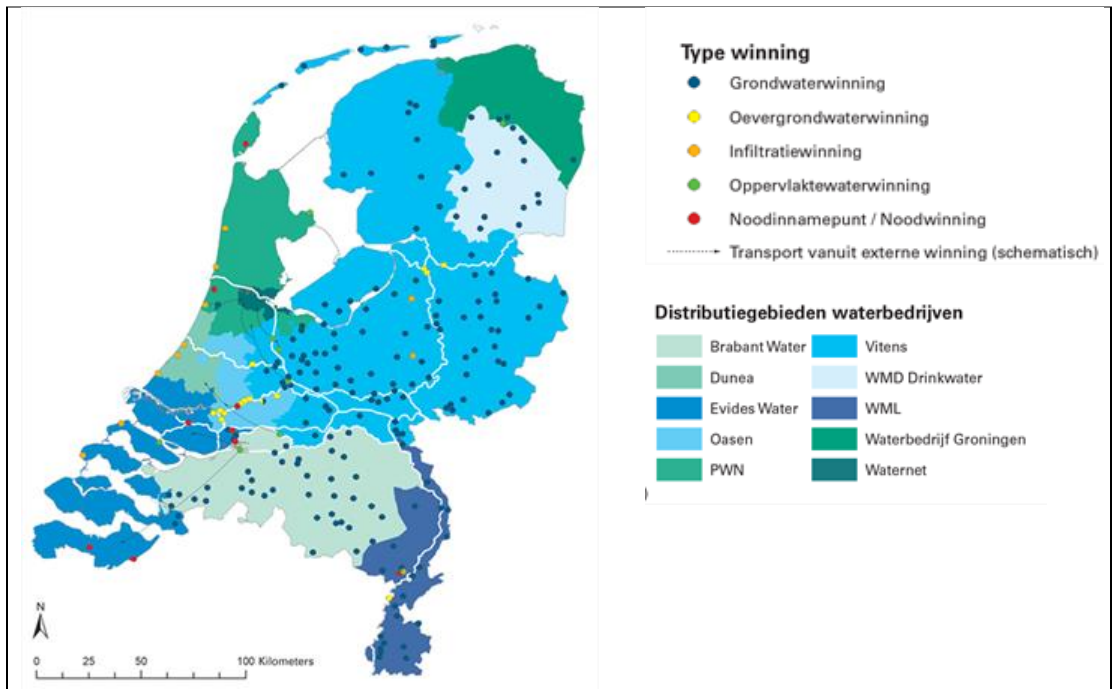 Type winning
Grondwaterwinning
Oevergrondwaterwinning
Infiltratiewinning
Oppervlaktewaterwinning
Noodinnamepunt / Noodwinning
Transport vanuit externe winning (schematisch)
Distributiegebieden waterbedrijven
Brabant Water Vitens
Dunea WMD Drinkwater
Evides Water WML
Oasen Waterbedrijf Groningen
PWN Waternet
)
N
0 25 50 100 Kilometers